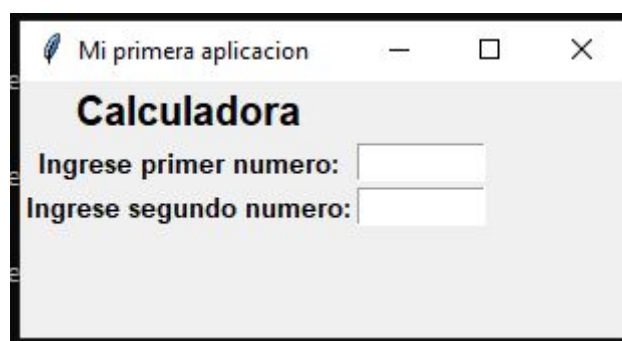 Mi primera aplicacion
Calculadora
Ingrese primer numero:
Ingrese segundo numero: